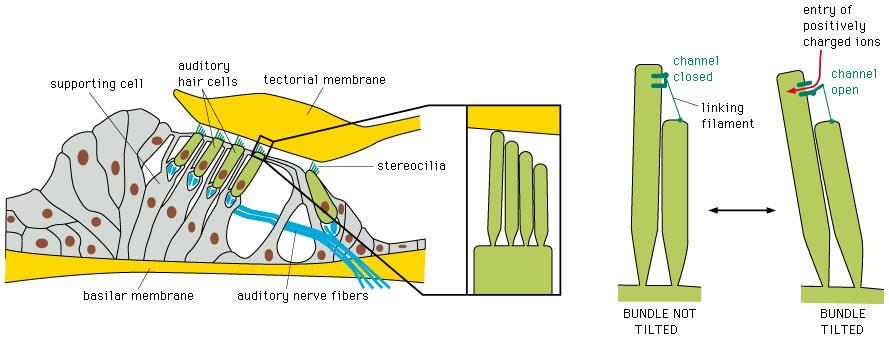 supporting cell
auditory
hair cells
tectorial membrane
stereocilia
basilar membrane
auditory nerve fibers
channel
closed
linking
filament
BUNDLE NOT
TILTED
entry of
positively
charged ions
channel
open
BUNDLE
TILTED